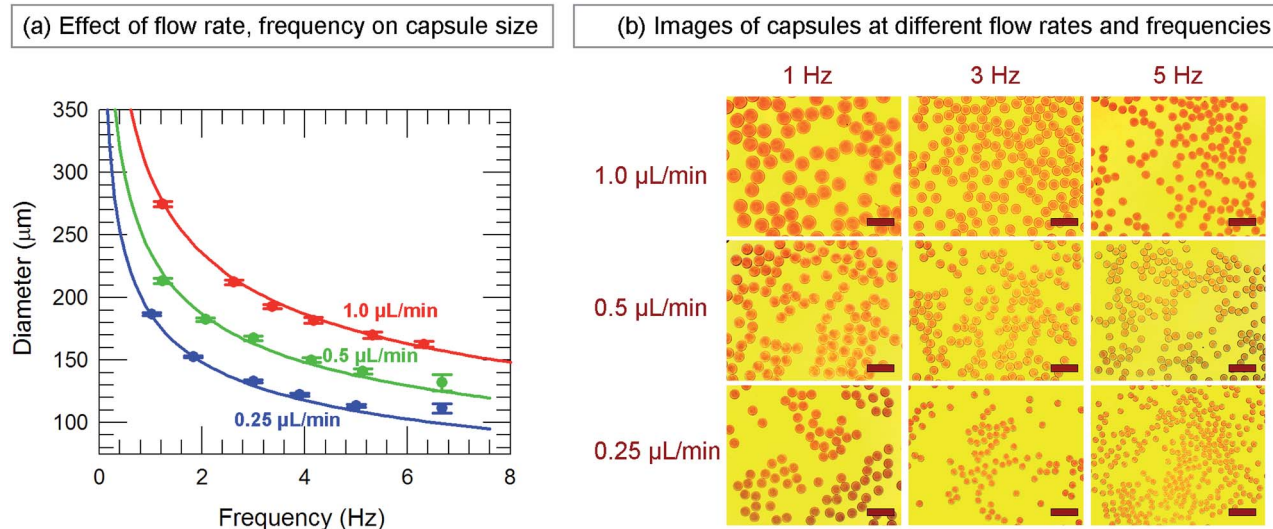 (a) Effect of flow rate, frequency on capsule size
(b) Images of capsules at different flow rates and frequencies
350
300
250
200
150
100
0
2
4
6
8
Diameter (μm)
Frequency (Hz)
1.0 μL/min
0.5 μL/min
0.25 μL/min
1 Hz
3 Hz
5 Hz
1.0 μL/min
0.5 μL/min
0.25 μL/min